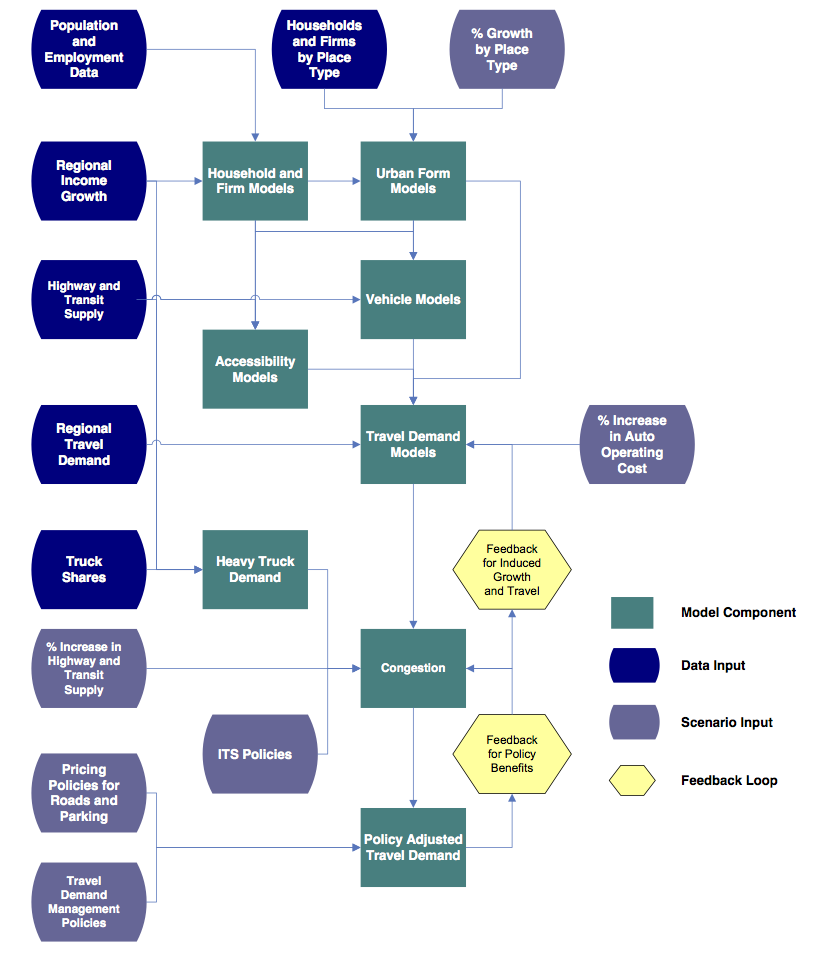 Population
and
Employment
Data
Households
and Firms
by Place
Type
% Growth
by Place
Type
Regional
Income
Growth
Household and
Firm Models
Urban Form
Models
Highway and
Transit
Supply
Vehicle Models
Accessibility
Models
Regional
Travel
Demand
Travel Demand
Models
% Increase
in Auto
Operating
Cost
Truck
Shares
Heavy Truck
Demand
Feedback
for Induced
Growth
and Travel
Model Component
% Increase in
Highway and
Transit
Supply
Congestion
Data Input
Scenario Input
ITS Policies
Feedback
for Policy
Benefits
Feedback Loop
Pricing
Policies for
Roads and
Parking
Policy Adjusted
Travel Demand
Travel
Demand
Management
Policies